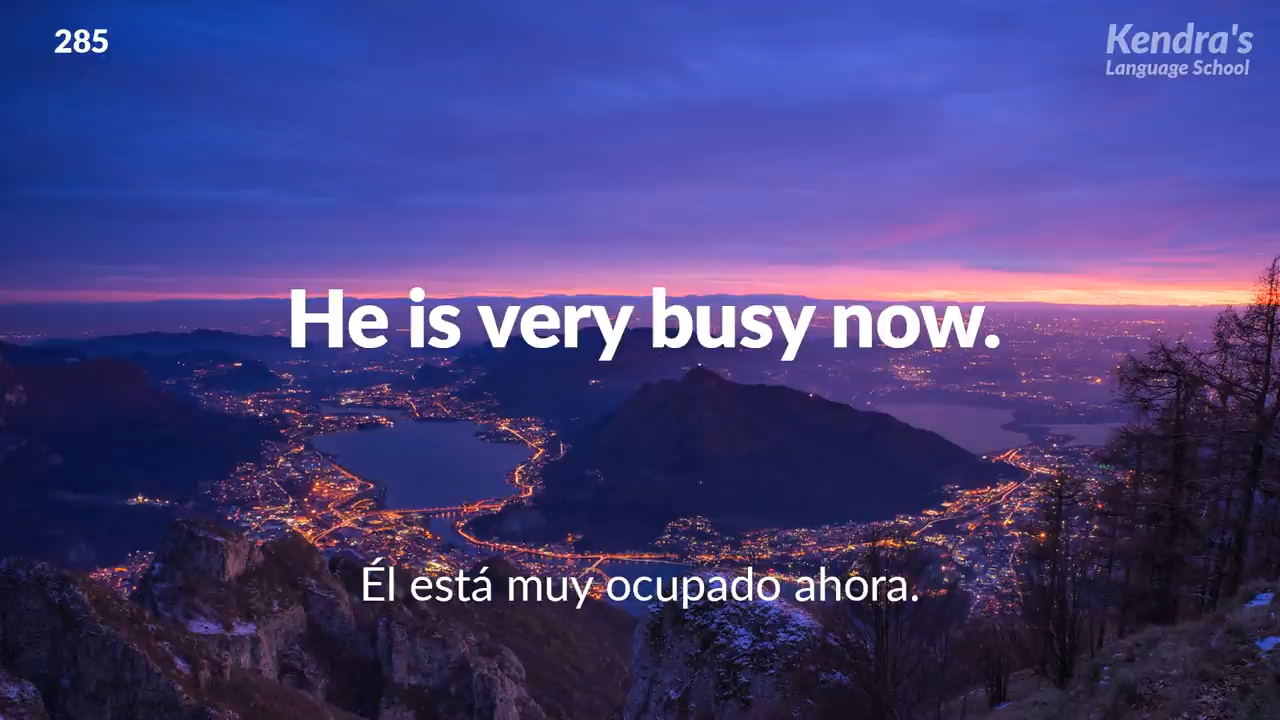 285
Kendra's
Language School
He is very busy now.
Él está muy ocupado ahora.